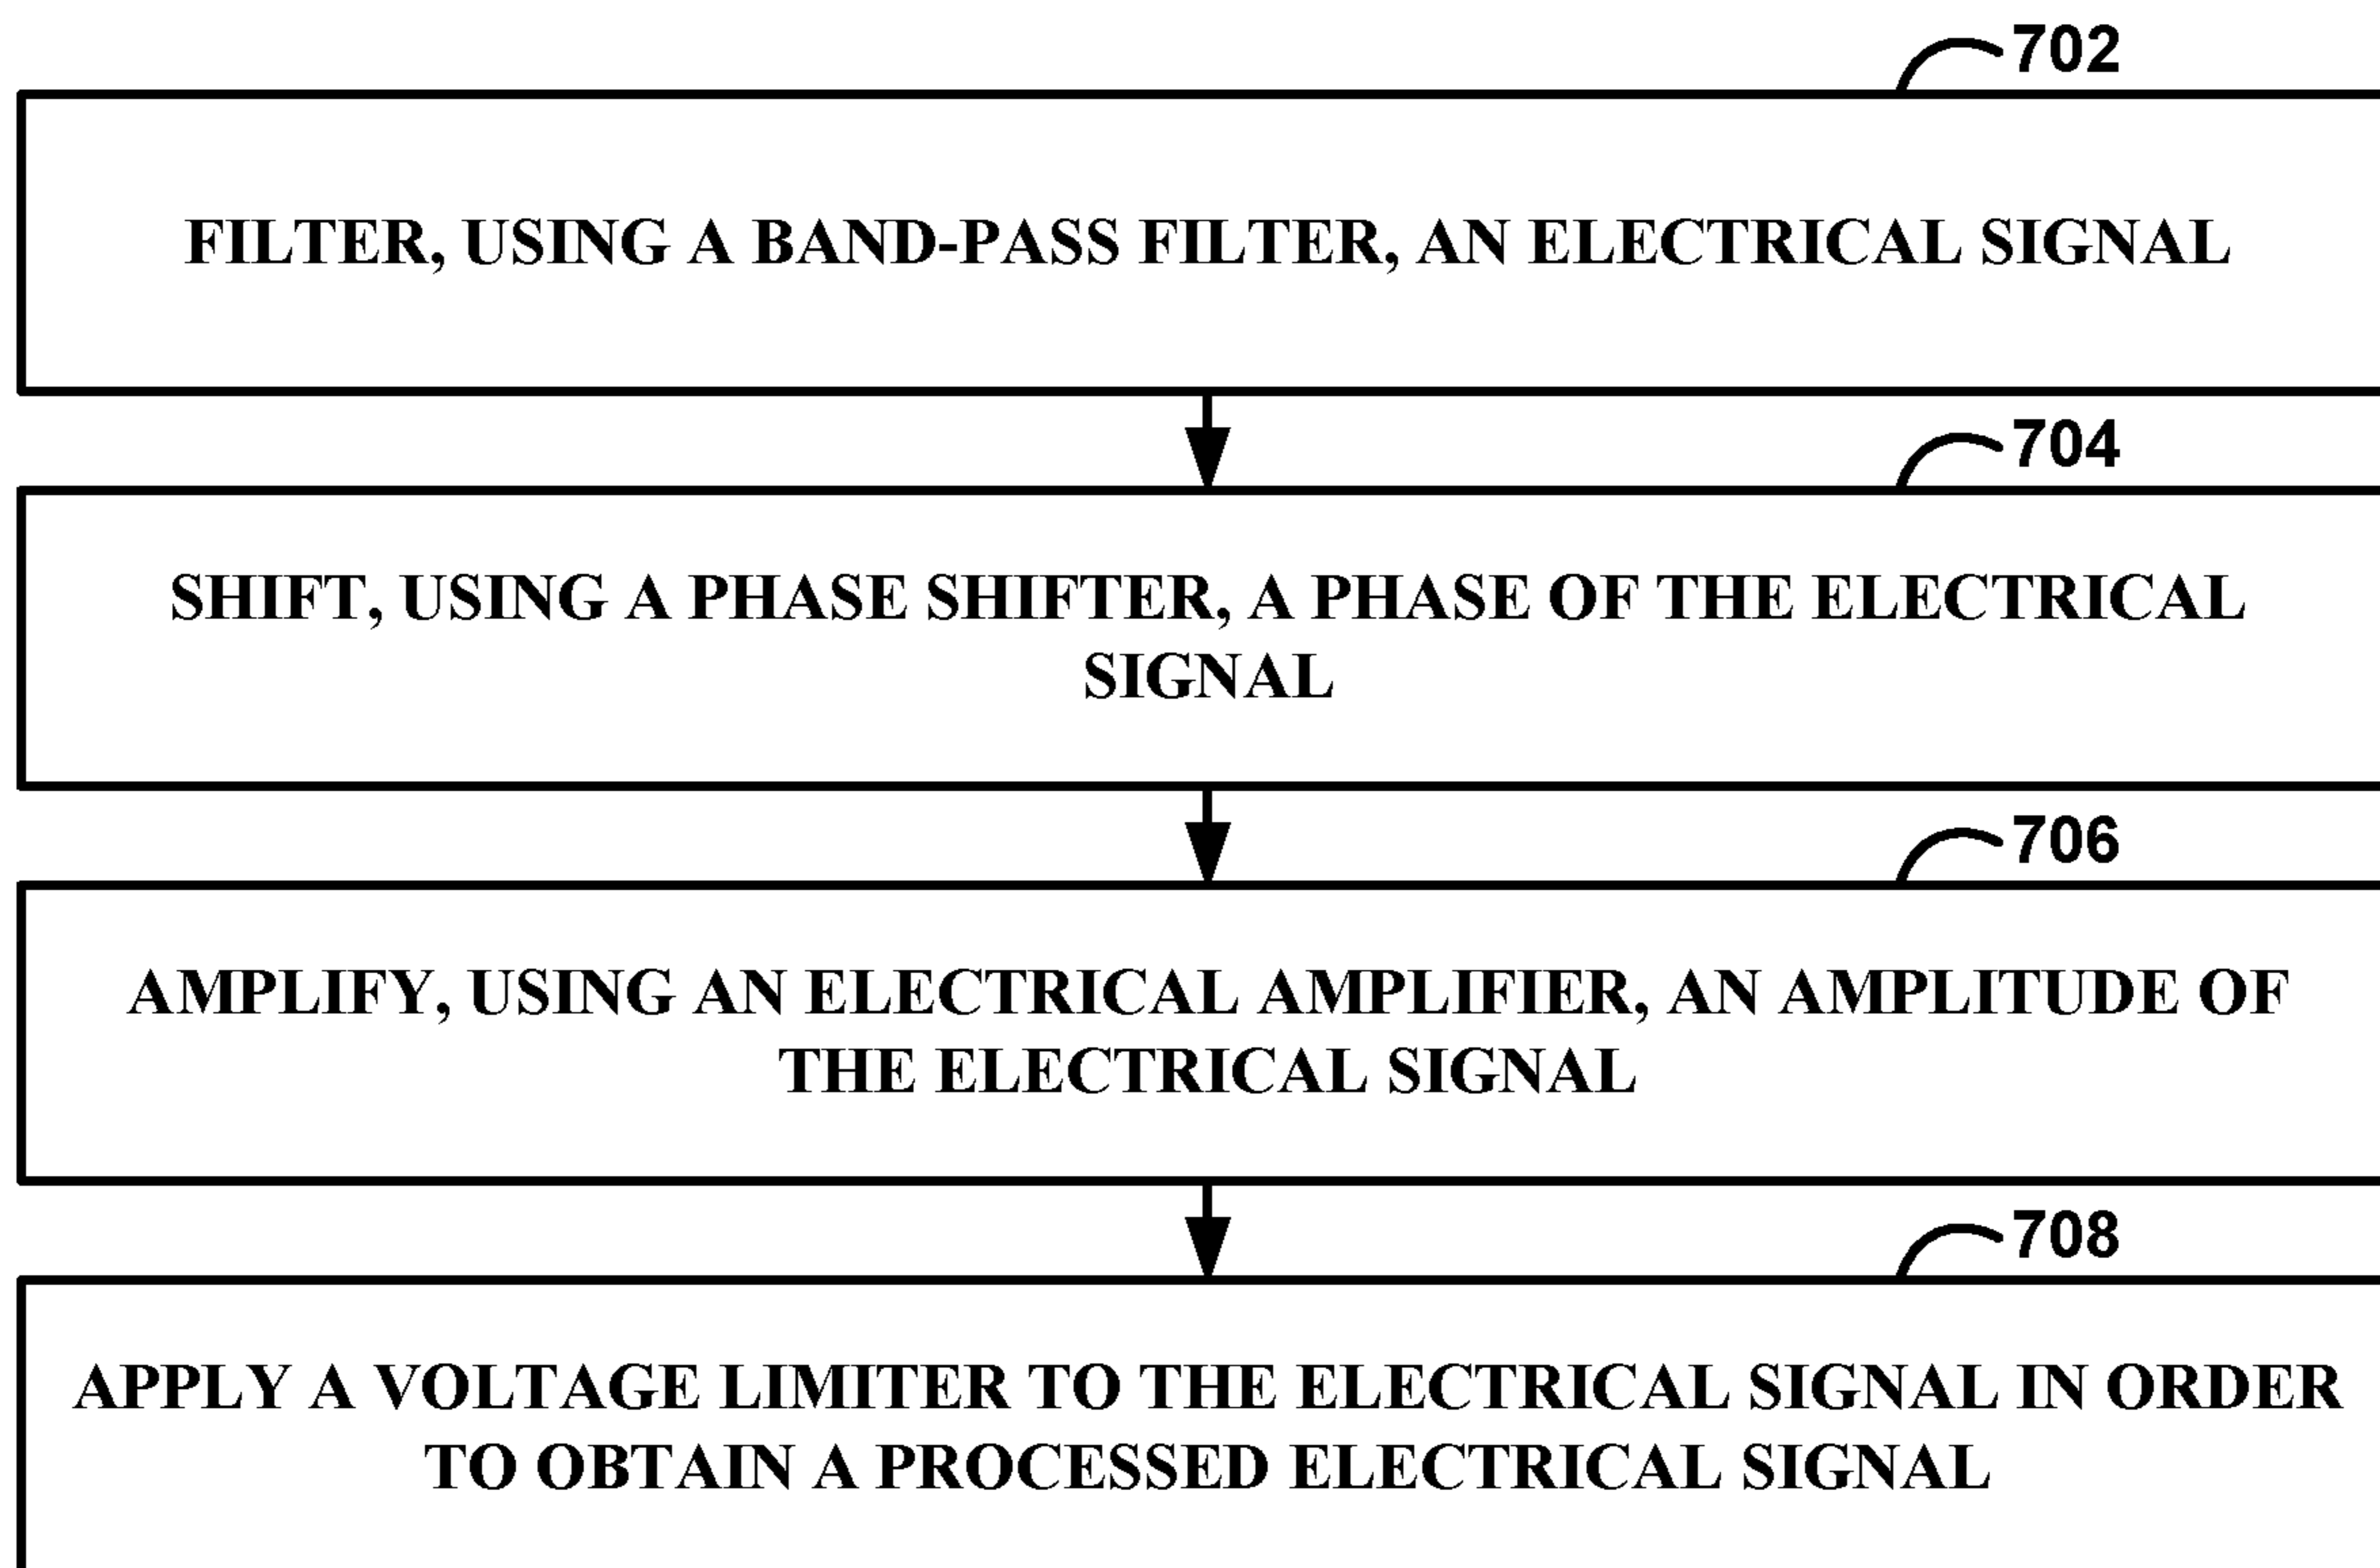 702
FILTER, USING A BAND-PASS FILTER, AN ELECTRICAL SIGNAL
704
SHIFT, USING A PHASE SHIFTER, A PHASE OF THE ELECTRICAL
SIGNAL
706
AMPLIFY, USING AN ELECTRICAL AMPLIFIER, AN AMPLITUDE OF
THE ELECTRICAL SIGNAL
708
APPLY A VOLTAGE LIMITER TO THE ELECTRICAL SIGNAL IN ORDER
TO OBTAIN A PROCESSED ELECTRICAL SIGNAL